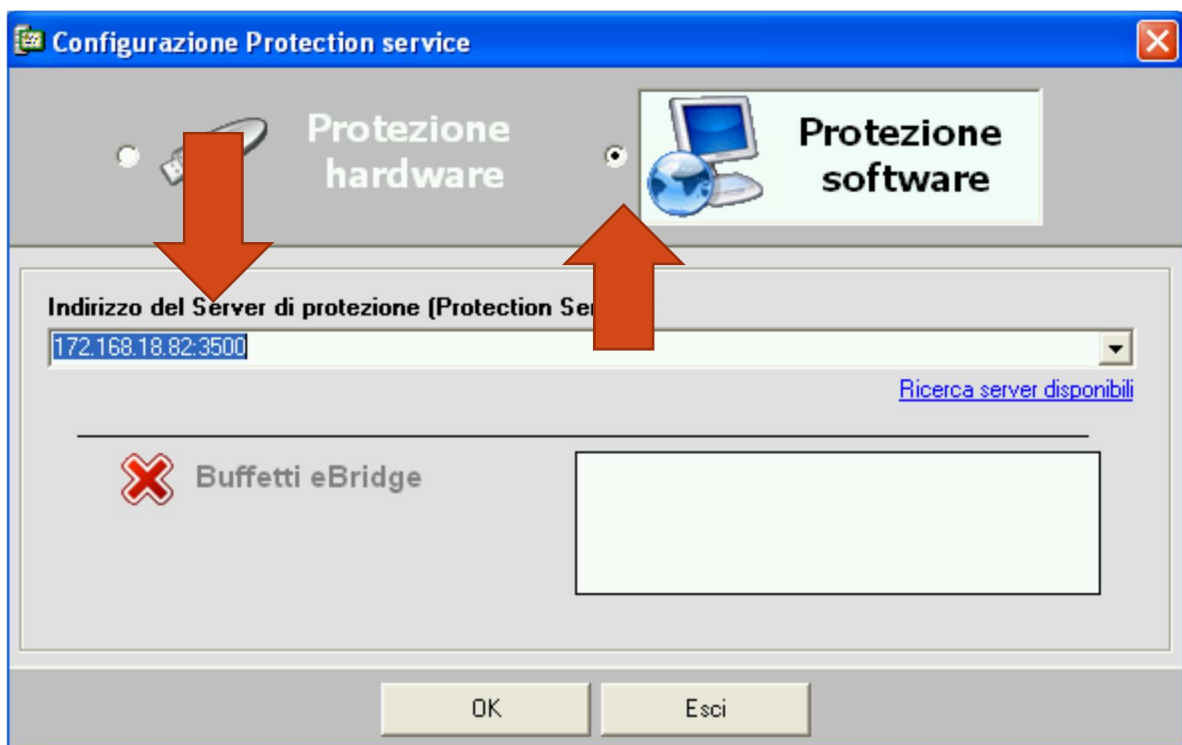 Configurazione Protection service
Protezione
hardware
Protezione
software
Indirizzo del Server di protezione (Protection
172.168.18.82:3500
Ricerca server disponibili
Buffetti eBridge
OK
Esci